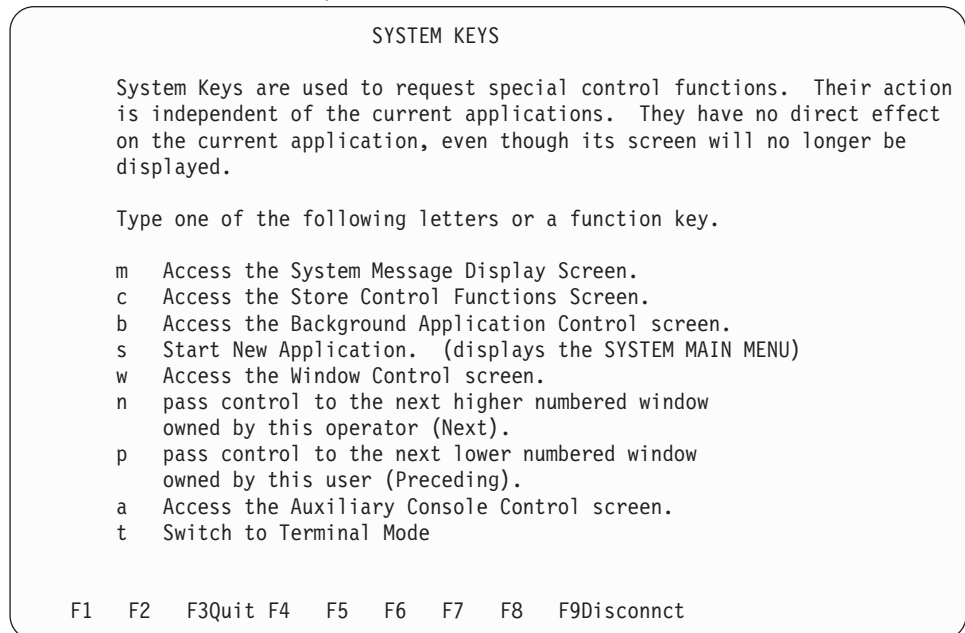 SYSTEM KEYS
System Keys are used to request special control functions. Their action
is independent of the current applications. They have no direct effect
on the current application, even though its screen will no longer be
displayed.
Type one of the following letters or a function key.
m Access the System Message Display Screen.
c Access the Store Control Functions Screen.
b Access the Background Application Control screen.
s Start New Application. (displays the SYSTEM MAIN MENU)
w Access the Window Control screen.
n pass control to the next higher numbered window
owned by this operator (Next).
p pass control to the next lower numbered window
owned by this user (Preceding).
a Access the Auxiliary Console Control screen.
t Switch to Terminal Mode
F1 F2 F3Quit F4 F5 F6 F7 F8 F9Disconnct